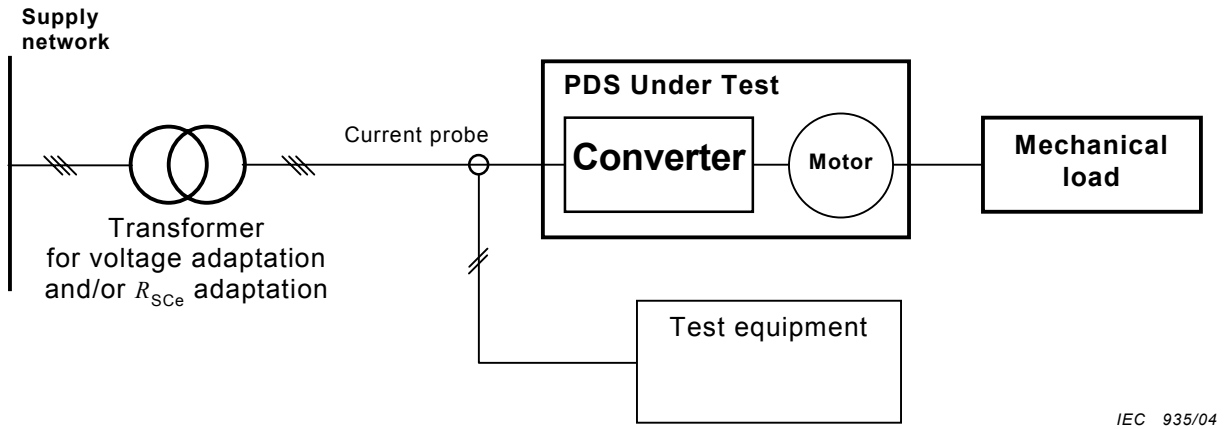 Supply
network
PDS Under Test
Current probe
Converter
Motor
Mechanical
load
Transformer
for voltage adaptation
and/or R_SCe adaptation
Test equipment
IEC 935/04